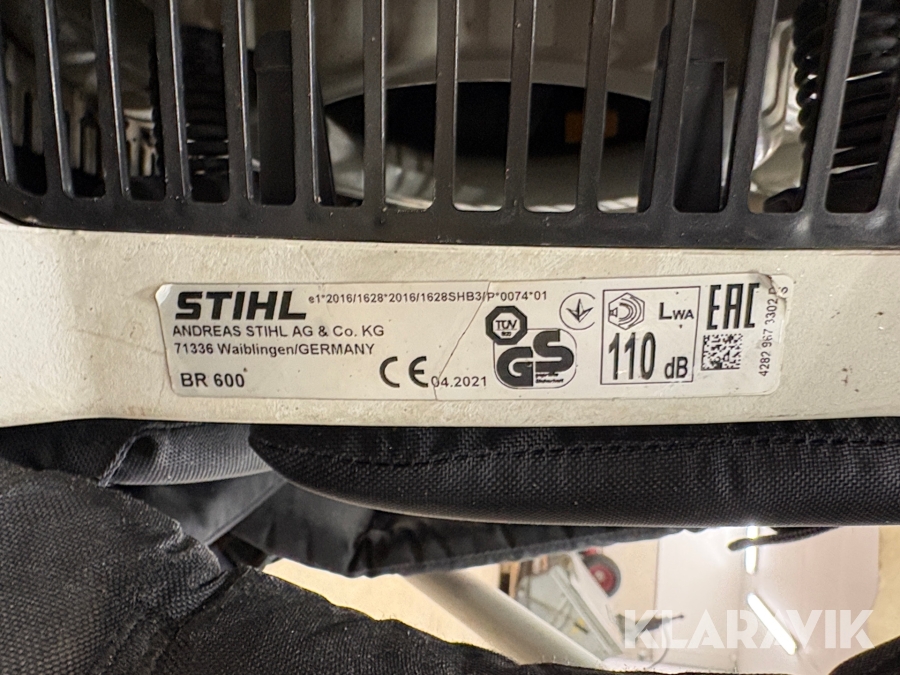 STIHL
e1*2016/1628*2016/1628SHB3/P*0074*01
ANDREAS STIHL AG & Co. KG
71336 Waiblingen/GERMANY
BR 600
CE 04.2021
TÜV
GS
LWA
110 dB
EAC
4282 967 3302
KLARAVIK